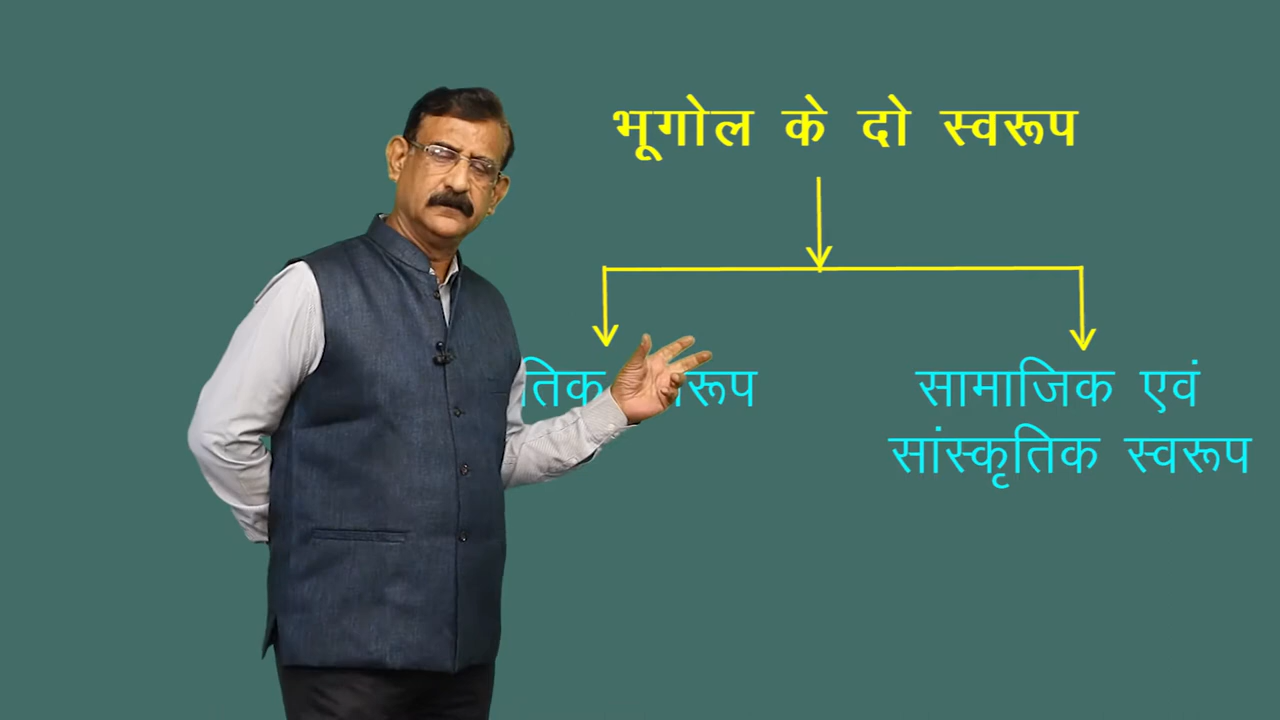 भूगोल के दो स्वरूप
सामाजिक एवं
सांस्कृतिक स्वरूप